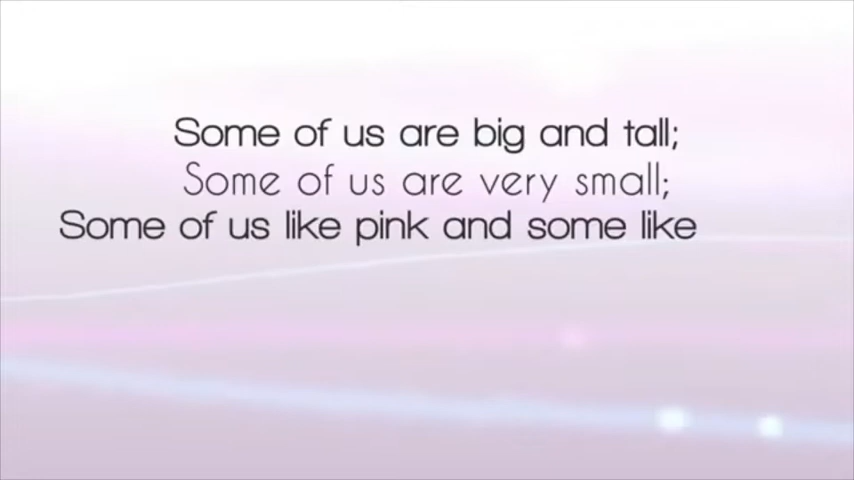 Some of us are big and tall;
Some of us are very small;
Some of us like pink and some like